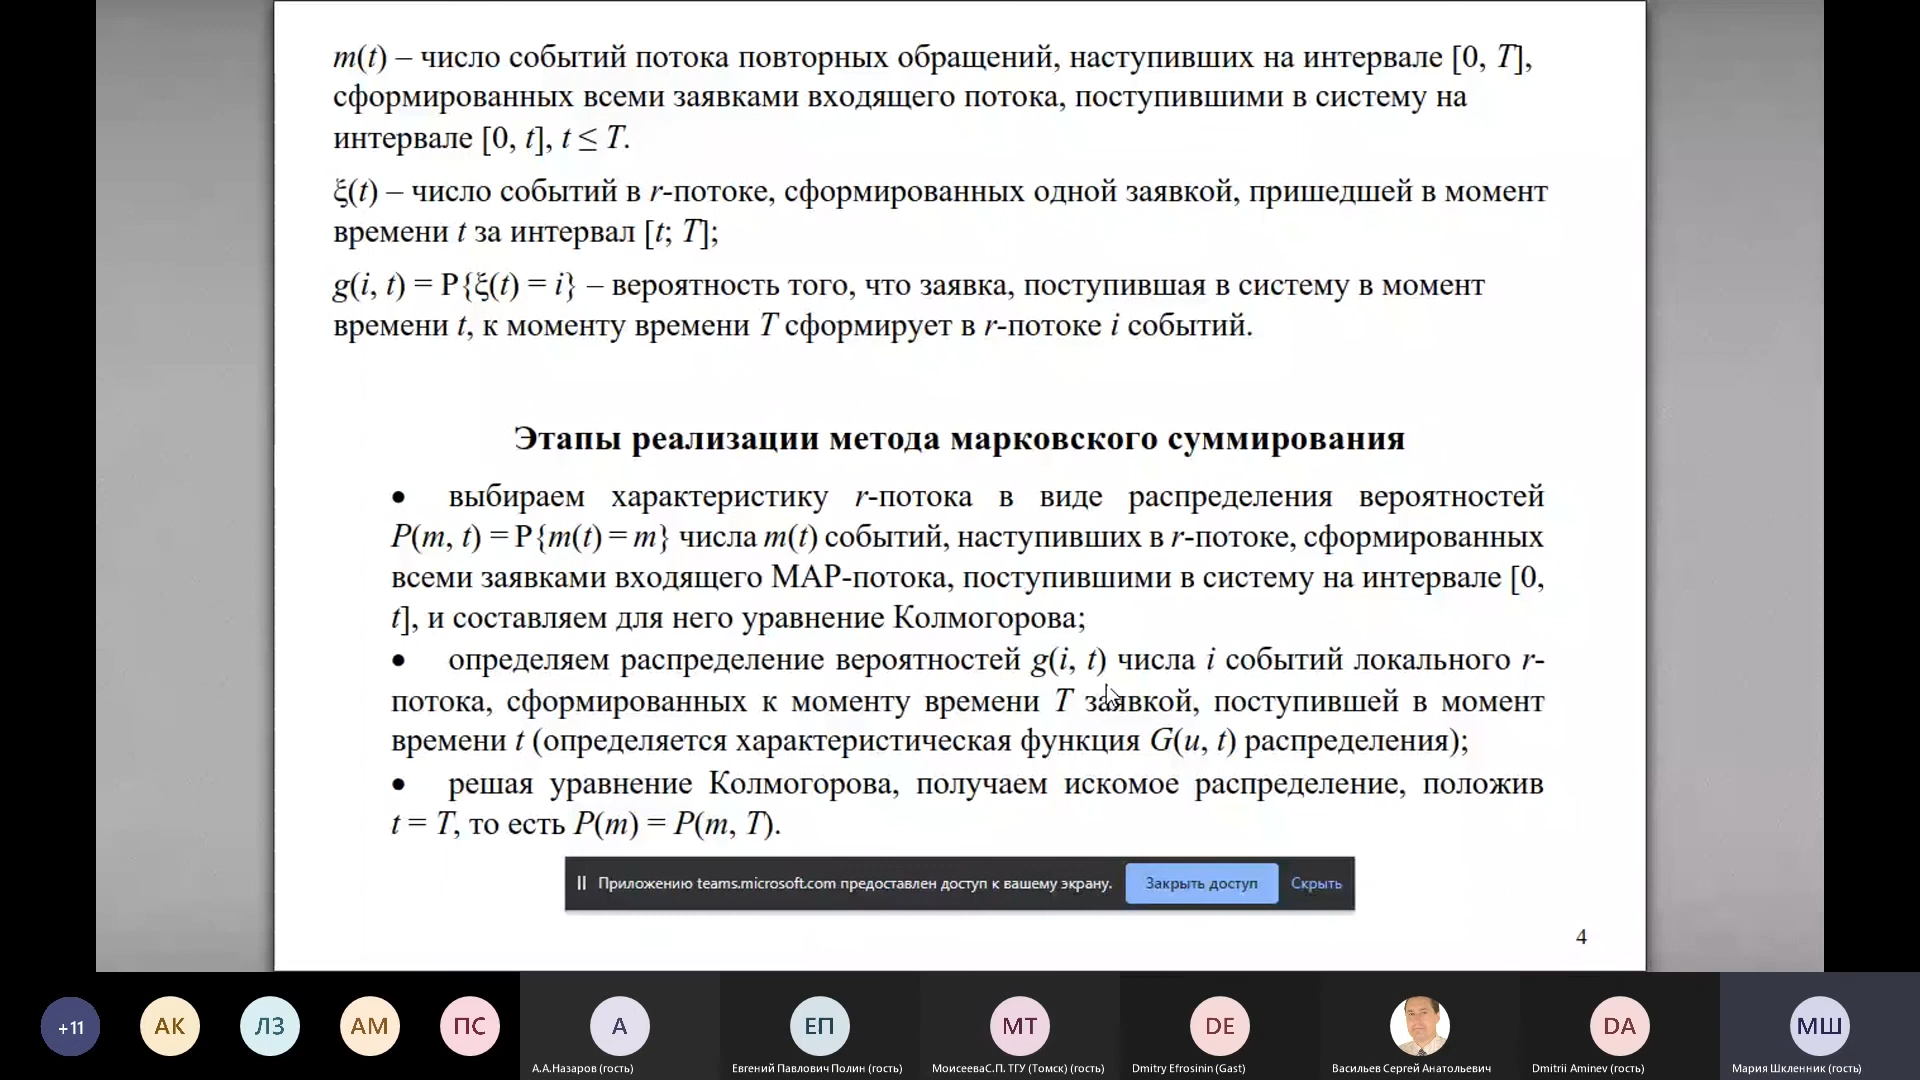 m(t) – число событий потока повторных обращений, наступивших на интервале [0, T],
сформированных всеми заявками входящего потока, поступившими в систему на
интервале [0, t], t ≤ T.
ξ(t) – число событий в r-потоке, сформированных одной заявкой, пришедшей в момент
времени t за интервал [t; T];
g(i, t) = P{ξ(t) = i} – вероятность того, что заявка, поступившая в систему в момент
времени t, к моменту времени T сформирует в r-потоке i событий.
Этапы реализации метода марковского суммирования
• выбираем характеристику r-потока в виде распределения вероятностей
P(m, t) = P{m(t) = m} числа m(t) событий, наступивших в r-потоке, сформированных
всеми заявками входящего MAP-потока, поступившими в систему на интервале [0,
t], и составляем для него уравнение Колмогорова;
• определяем распределение вероятностей g(i, t) числа i событий локального r-
потока, сформированных к моменту времени T заявкой, поступившей в момент
времени t (определяется характеристическая функция G(u, t) распределения);
• решая уравнение Колмогорова, получаем искомое распределение, положив
t = T, то есть P(m) = P(m, T).
Приложению teams.microsoft.com предоставлен доступ к вашему экрану. Закрыть доступ Скрыть
4
+11 АК ЛЗ АМ ПС А ЕП МТ DE DA МШ
А.А.Назаров (гость) Евгений Павлович Полин (гость) МоисееваС.П. ТГУ (Томск) (гость) Dmitry Efrosinin (Gast) Васильев Сергей Анатольевич Dmitrii Aminev (гость) Мария Шкленник (гость)